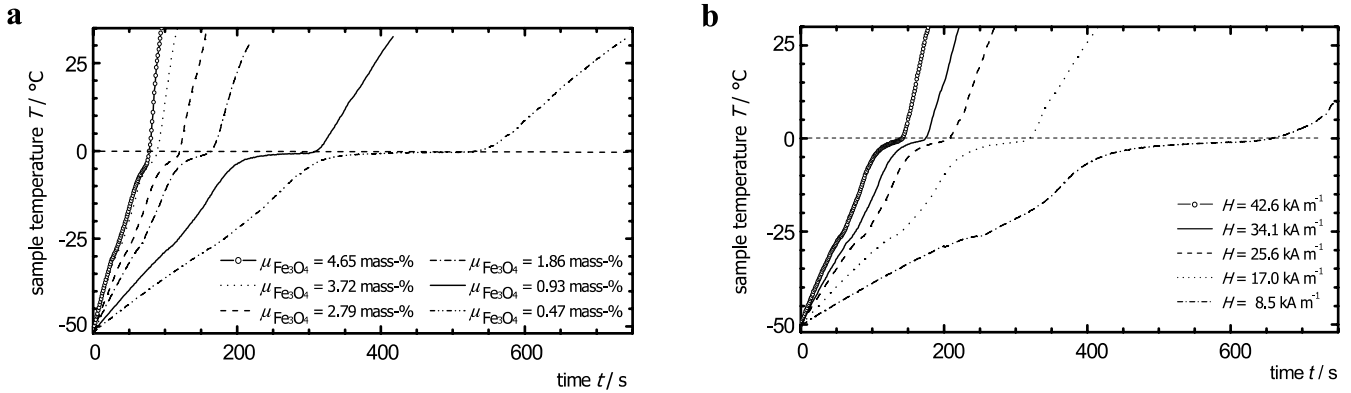 a
b
sample temperature T / °C
25
0
-25
-50
0
200
400
600
time t / s
μFe₃O₄ = 4.65 mass-%
μFe₃O₄ = 3.72 mass-%
μFe₃O₄ = 2.79 mass-%
μFe₃O₄ = 1.86 mass-%
μFe₃O₄ = 0.93 mass-%
μFe₃O₄ = 0.47 mass-%
sample temperature T / °C
25
0
-25
-50
0
200
400
600
time t / s
H = 42.6 kA m⁻¹
H = 34.1 kA m⁻¹
H = 25.6 kA m⁻¹
H = 17.0 kA m⁻¹
H = 8.5 kA m⁻¹